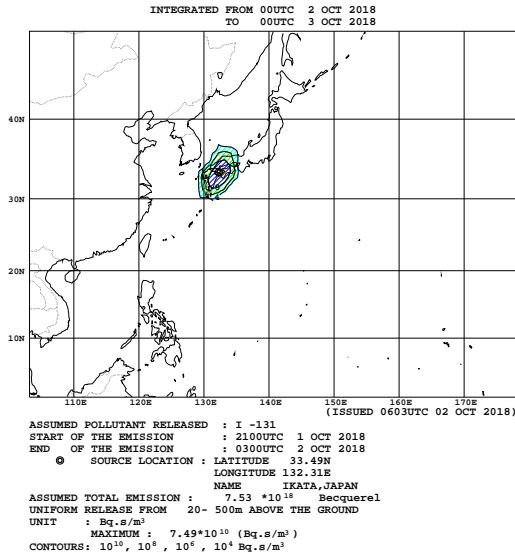 INTEGRATED FROM 00UTC 2 OCT 2018
TO 00UTC 3 OCT 2018
40N
30N
20N
10N
110E 120E 130E 140E 150E 160E 170E
(ISSUED 0603UTC 02 OCT 2018)
ASSUMED POLLUTANT RELEASED : I -131
START OF THE EMISSION : 2100UTC 1 OCT 2018
END OF THE EMISSION : 0300UTC 2 OCT 2018
◎ SOURCE LOCATION : LATITUDE 33.49N
LONGITUDE 132.31E
NAME IKATA,JAPAN
ASSUMED TOTAL EMISSION : 7.53 *10¹⁸ Becquerel
UNIFORM RELEASE FROM 20- 500m ABOVE THE GROUND
UNIT : Bq.s/m³
MAXIMUM : 7.49*10¹⁰ (Bq.s/m³ )
CONTOURS: 10¹⁰, 10⁸ , 10⁶ , 10⁴ Bq.s/m³